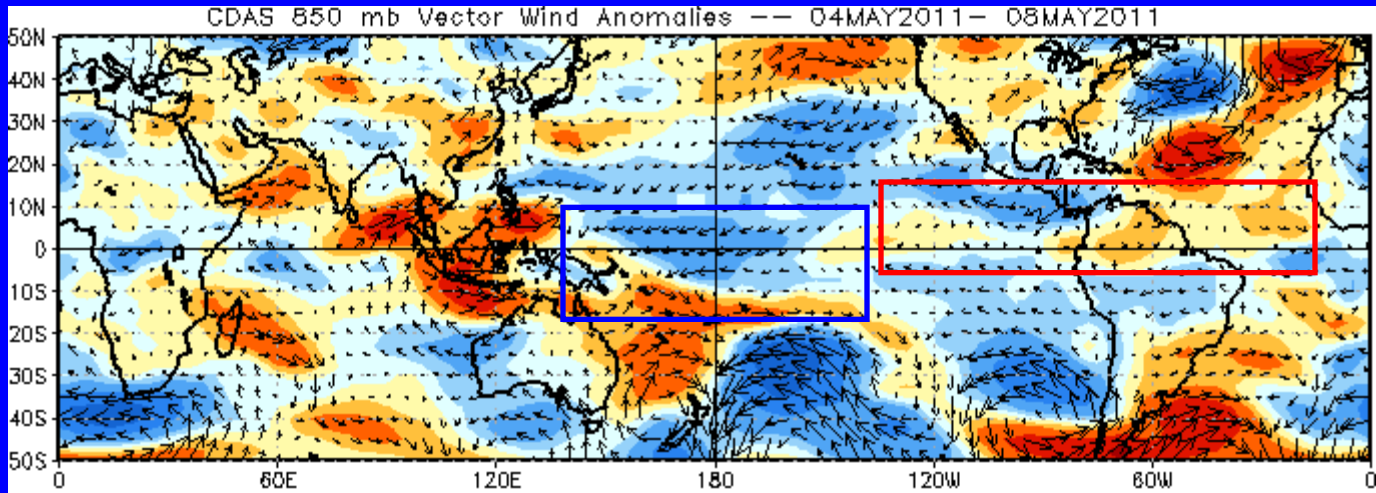 CDAS 850 mb Vector Wind Anomalies -- 04MAY2011- 08MAY2011
50N
40N
30N
20N
10N
0
10S
20S
30S
40S
50S
0 60E 120E 180 120W 60W 0